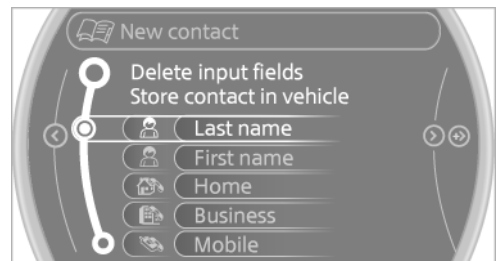 New contact
Delete input fields
Store contact in vehicle
Last name
First name
Home
Business
Mobile